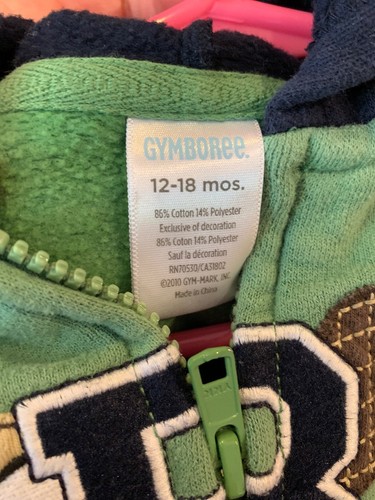 GYMBORee.
12-18 mos.
86% Cotton 14% Polyester
Exclusive of decoration
86% Coton 14% Polyester
Sauf la décoration
RN70530/CA31802
©2010 GYM-MARK, INC.
Made in China